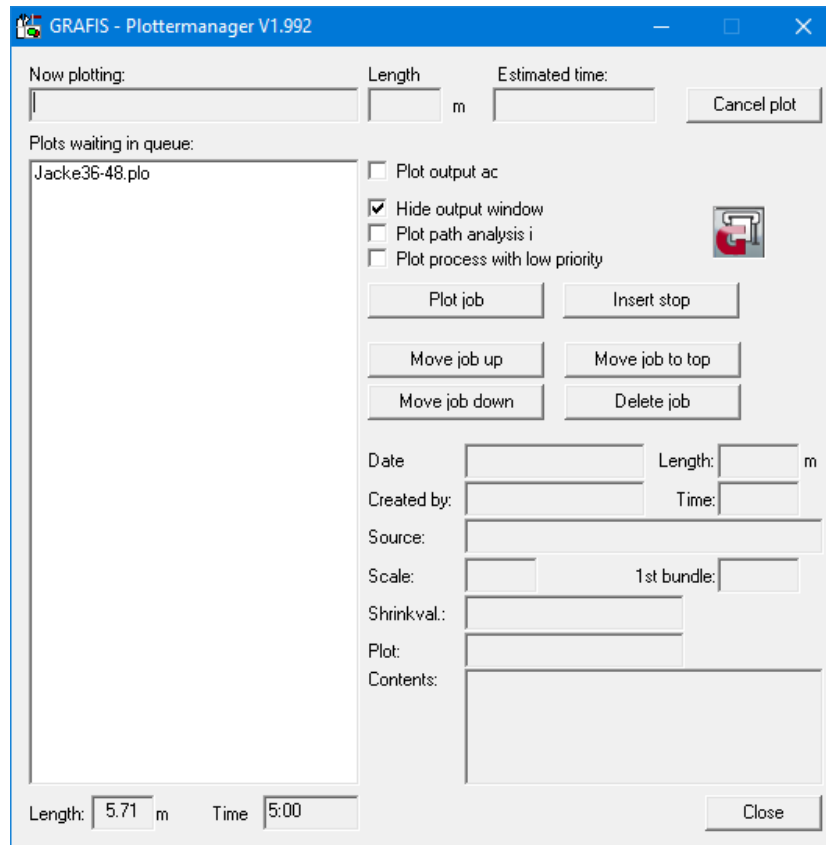 GRAFIS - Plottermanager V1.992
Now plotting:
Length
Estimated time:
m
Cancel plot
Plots waiting in queue:
Jacke36-48.plo
Plot output ac
Hide output window
Plot path analysis i
Plot process with low priority
Plot job
Insert stop
Move job up
Move job to top
Move job down
Delete job
Date
Length:
m
Created by:
Time:
Source:
Scale:
1st bundle:
Shrinkval.:
Plot:
Contents:
Length: 5.71 m
Time 5:00
Close